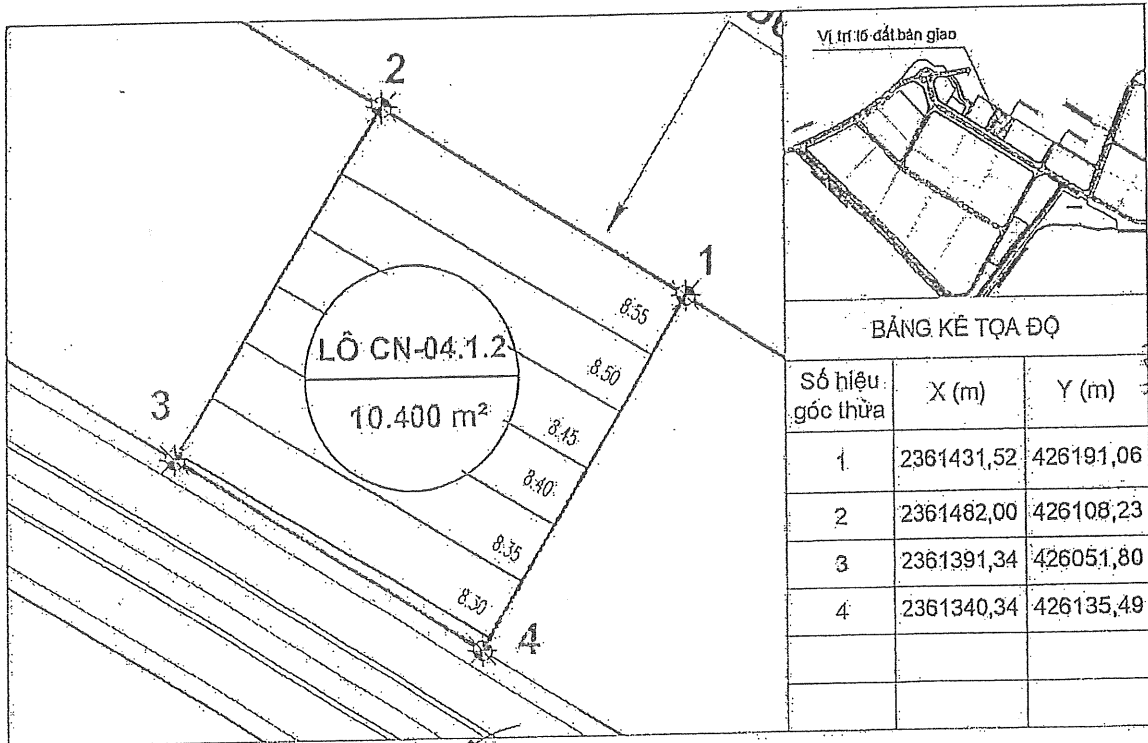 2
1
8.55
8.50
8.45
8.40
8.35
8.30
LÔ CN-04.1.2
10.400 m²
3
4
Vị trí lô đất bàn giao
BẢNG KÊ TỌA ĐỘ
Số hiệu góc thửa X (m) Y (m)
1 2361431,52 426191,06
2 2361482,00 426108,23
3 2361391,34 426051,80
4 2361340,34 426135,49